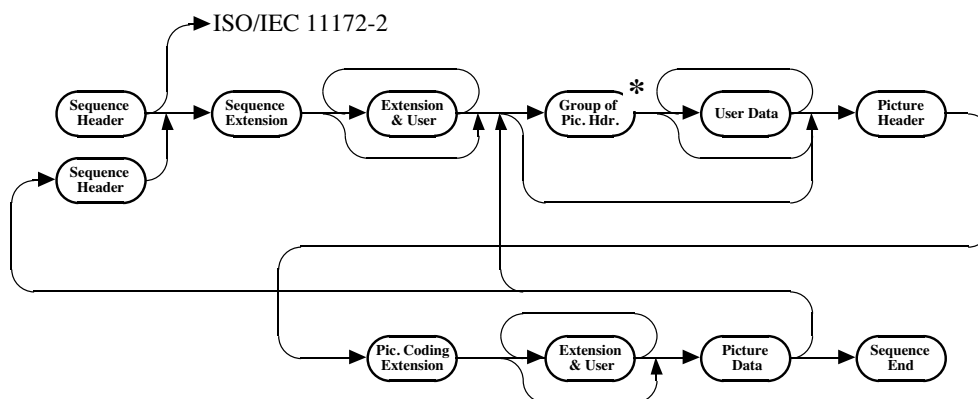 ISO/IEC 11172-2
Sequence
Header
Sequence
Extension
Extension
& User
Group of
Pic. Hdr.
*
User Data
Picture
Header
Sequence
Header
Pic. Coding
Extension
Extension
& User
Picture
Data
Sequence
End